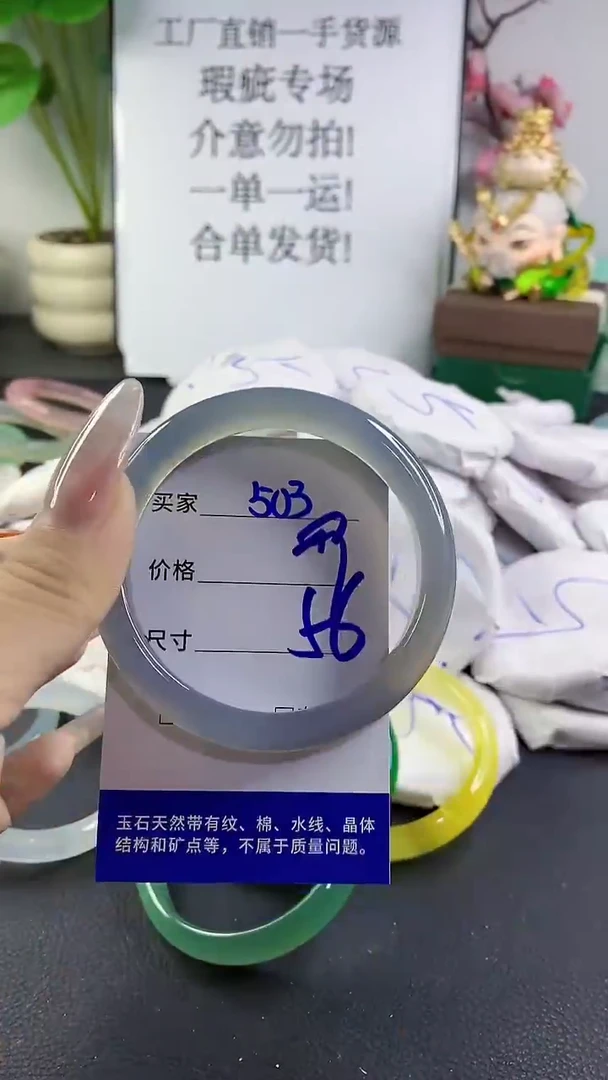 工厂直销一手货源
瑕疵专场
介意勿拍!
一单一运!
合单发货!
买家 503
价格
尺寸 56
玉石天然带有纹、棉、水线、晶体
结构和矿点等，不属于质量问题。